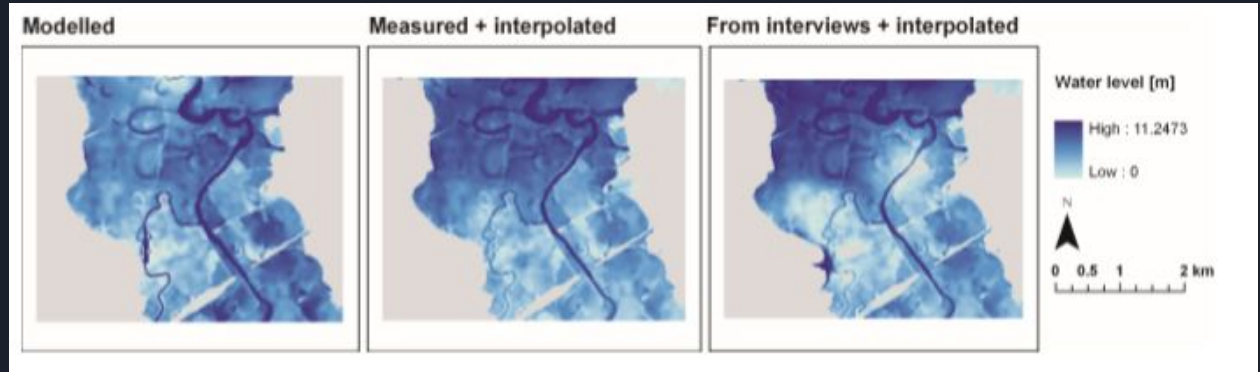 Modelled
Measured + interpolated
From interviews + interpolated
Water level [m]
High : 11.2473
Low : 0
N
0 0.5 1 2 km